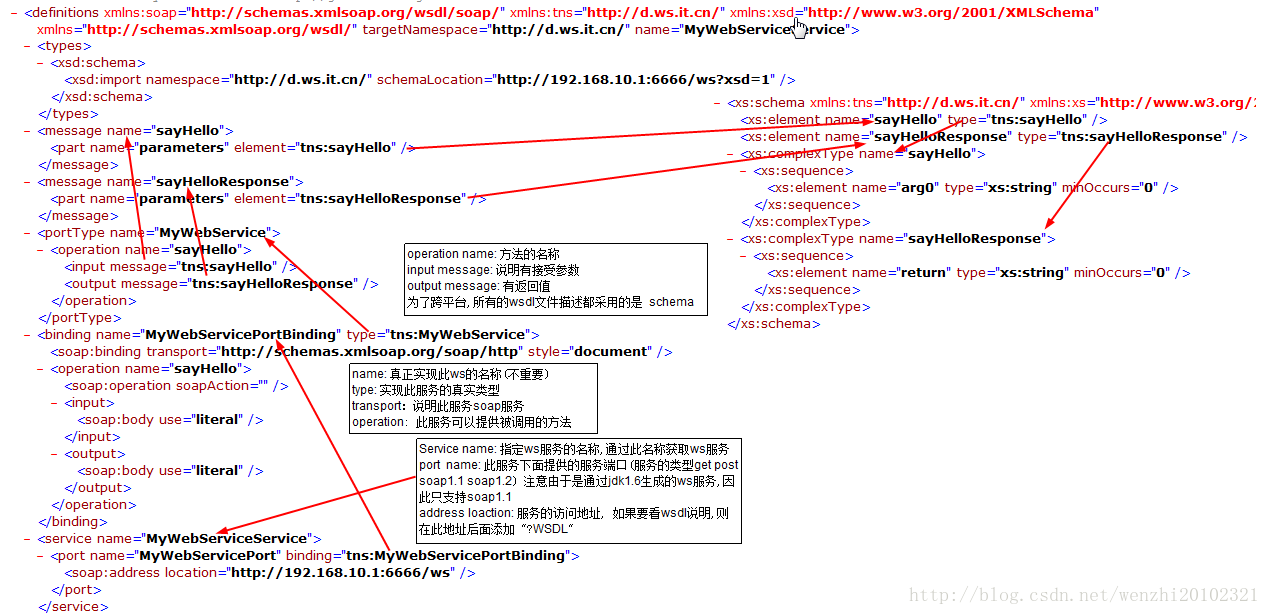 − <definitions xmlns:soap="http://schemas.xmlsoap.org/wsdl/soap/" xmlns:tns="http://d.ws.it.cn/" xmlns:xsd="http://www.w3.org/2001/XMLSchema"
xmlns="http://schemas.xmlsoap.org/wsdl/" targetNamespace="http://d.ws.it.cn/" name="MyWebServiceService">
− <types>
− <xsd:schema>
<xsd:import namespace="http://d.ws.it.cn/" schemaLocation="http://192.168.10.1:6666/ws?xsd=1" />
</xsd:schema>
</types>
− <message name="sayHello">
<part name="parameters" element="tns:sayHello" />
</message>
− <message name="sayHelloResponse">
<part name="parameters" element="tns:sayHelloResponse" />
</message>
− <portType name="MyWebService">
− <operation name="sayHello">
<input message="tns:sayHello" />
<output message="tns:sayHelloResponse" />
</operation>
</portType>
− <binding name="MyWebServicePortBinding" type="tns:MyWebService">
<soap:binding transport="http://schemas.xmlsoap.org/soap/http" style="document" />
− <operation name="sayHello">
<soap:operation soapAction="" />
− <input>
<soap:body use="literal" />
</input>
− <output>
<soap:body use="literal" />
</output>
</operation>
</binding>
− <service name="MyWebServiceService">
− <port name="MyWebServicePort" binding="tns:MyWebServicePortBinding">
<soap:address location="http://192.168.10.1:6666/ws" />
</port>
</service>
− <xs:schema xmlns:tns="http://d.ws.it.cn/" xmlns:xs="http://www.w3.org/
<xs:element name="sayHello" type="tns:sayHello" />
<xs:element name="sayHelloResponse" type="tns:sayHelloResponse" />
− <xs:complexType name="sayHello">
− <xs:sequence>
<xs:element name="arg0" type="xs:string" minOccurs="0" />
</xs:sequence>
</xs:complexType>
− <xs:complexType name="sayHelloResponse">
− <xs:sequence>
<xs:element name="return" type="xs:string" minOccurs="0" />
</xs:sequence>
</xs:complexType>
</xs:schema>
operation name: 方法的名称
input message: 说明有接受参数
output message: 有返回值
为了跨平台, 所有的wsdl文件描述都采用的是 schema
name: 真正实现此ws的名称(不重要)
type: 实现此服务的真实类型
transport: 说明此服务soap服务
operation: 此服务可以提供被调用的方法
Service name: 指定ws服务的名称, 通过此名称获取ws服务
port name: 此服务下面提供的服务端口(服务的类型get post
soap1.1 soap1.2) 注意由于是通过jdk1.6生成的ws服务, 因
此只支持soap1.1
address loaction: 服务的访问地址, 如果要看wsdl说明, 则
在此地址后面添加 “?WSDL“
http://blog.csdn.net/wenzhi20102321